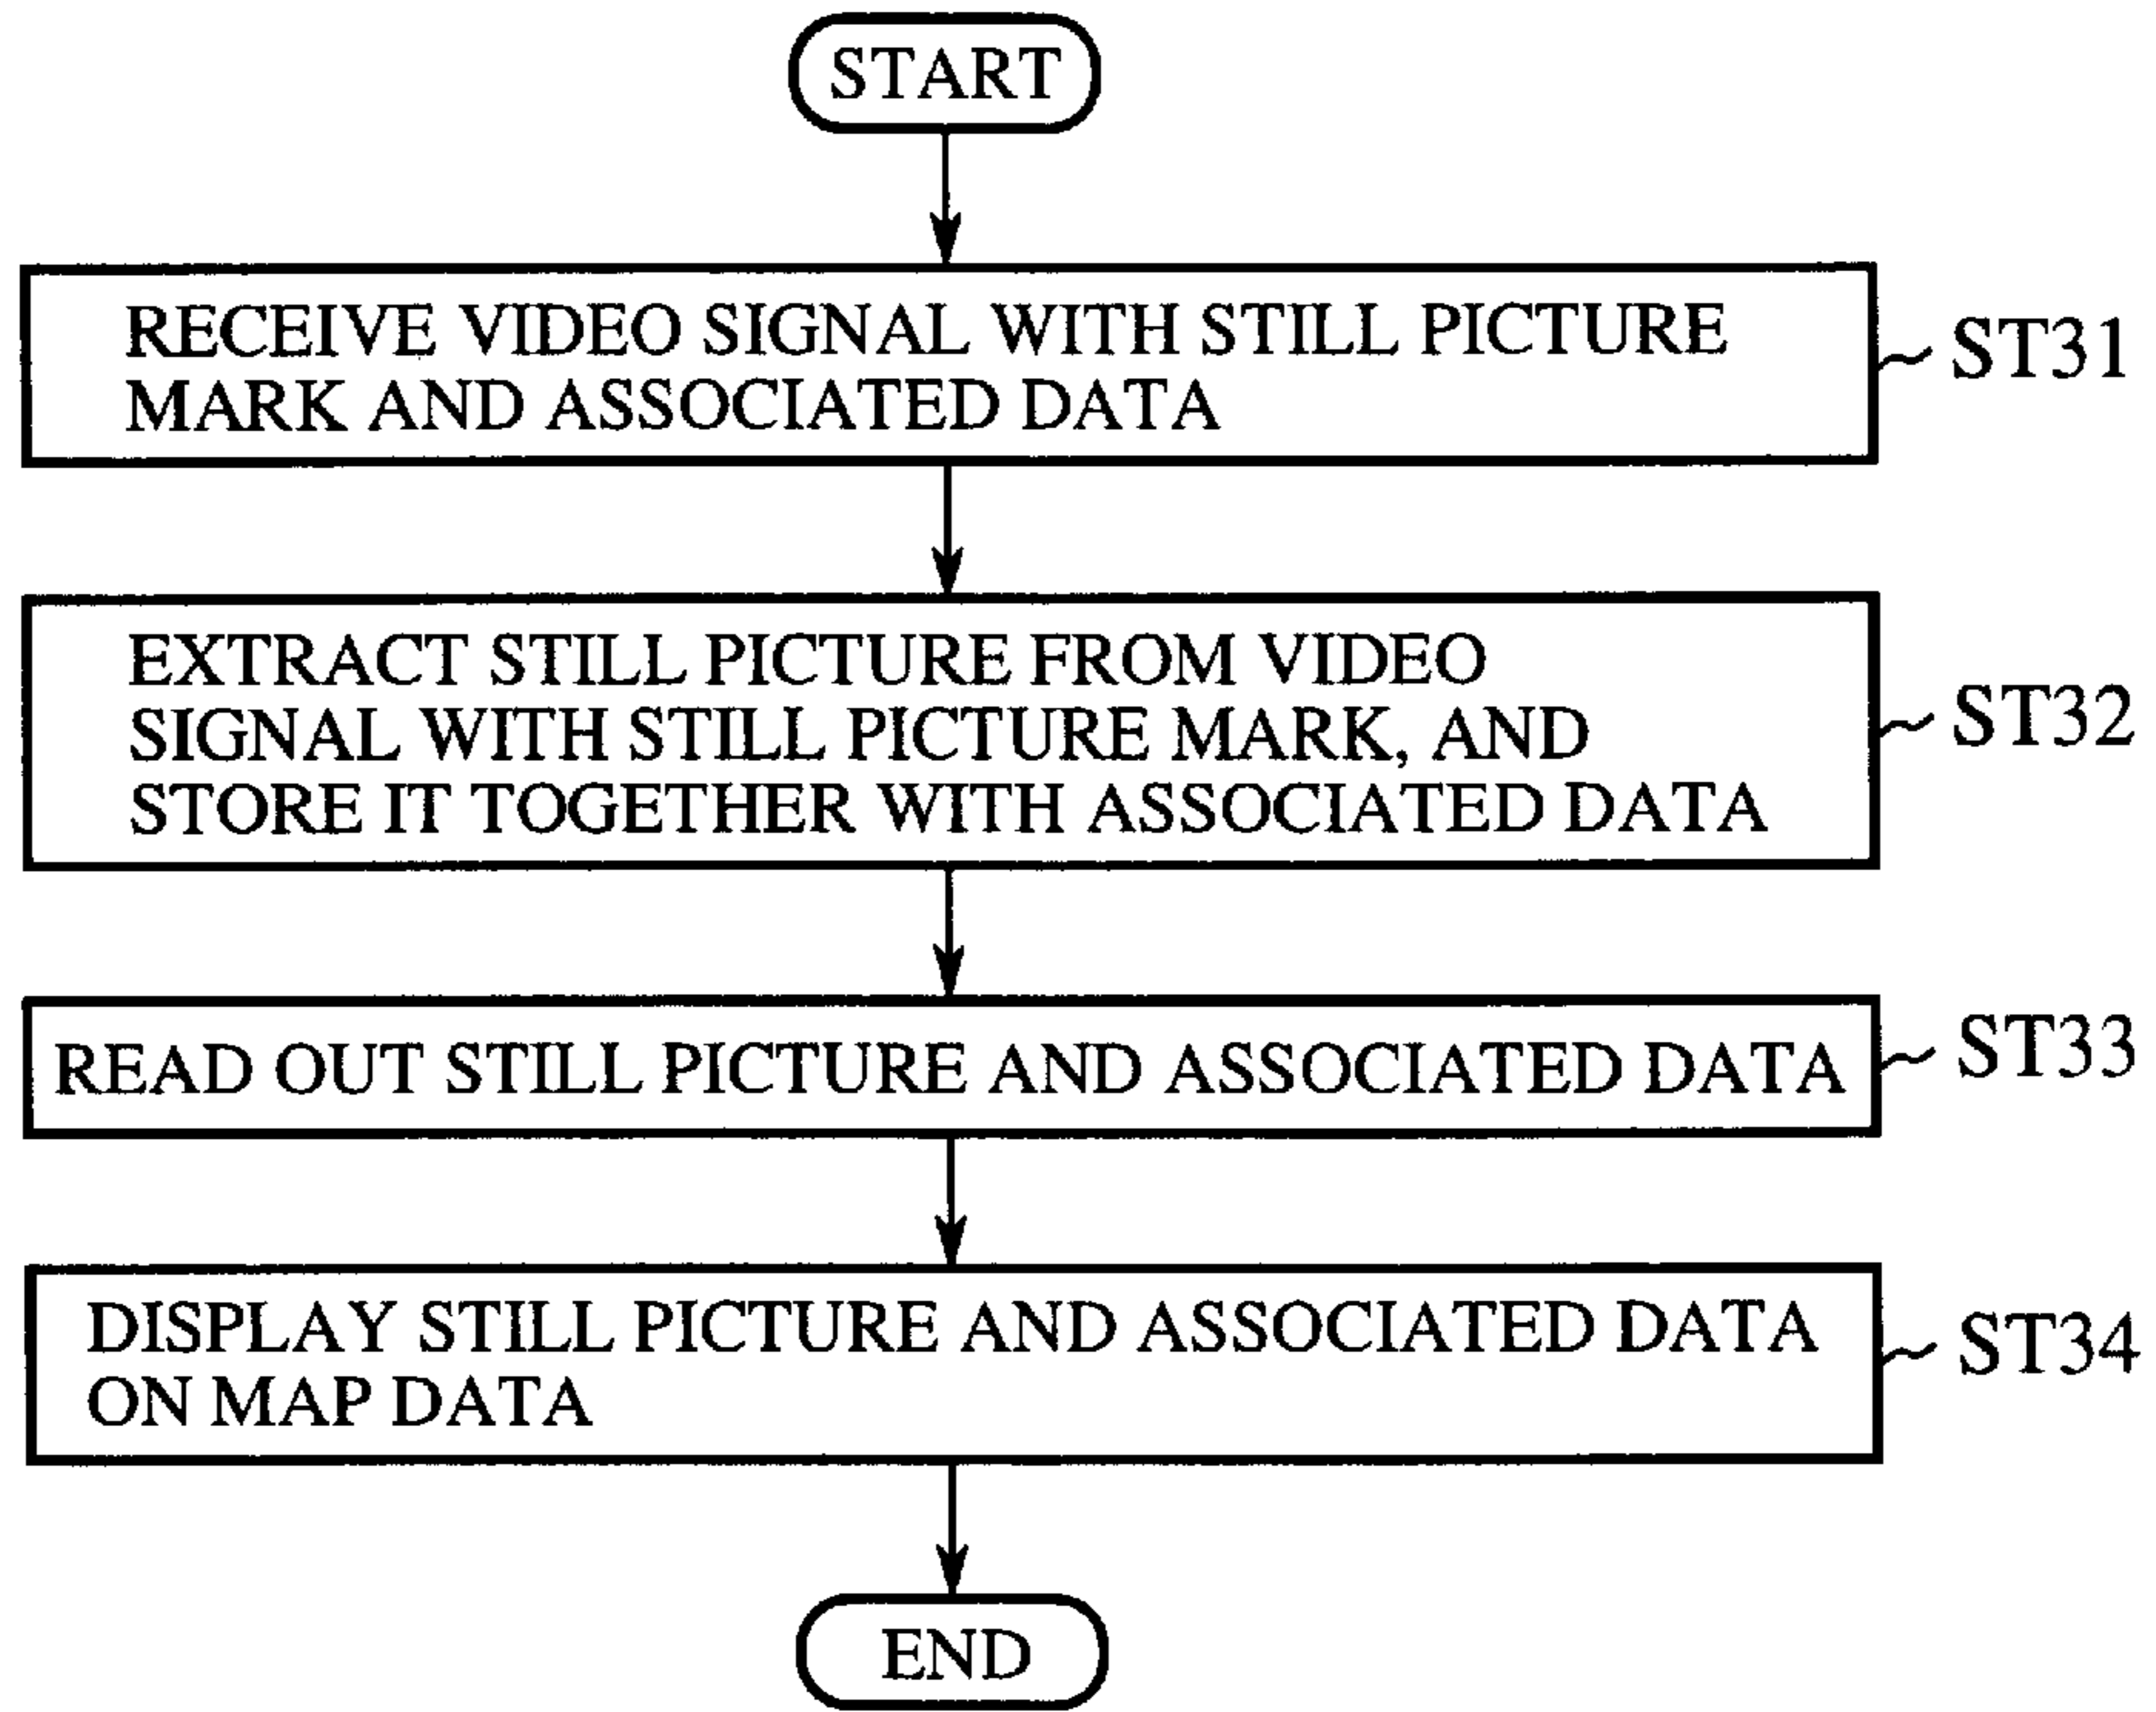 START
RECEIVE VIDEO SIGNAL WITH STILL PICTURE
MARK AND ASSOCIATED DATA
ST31
EXTRACT STILL PICTURE FROM VIDEO
SIGNAL WITH STILL PICTURE MARK, AND
STORE IT TOGETHER WITH ASSOCIATED DATA
ST32
READ OUT STILL PICTURE AND ASSOCIATED DATA
ST33
DISPLAY STILL PICTURE AND ASSOCIATED DATA
ON MAP DATA
ST34
END